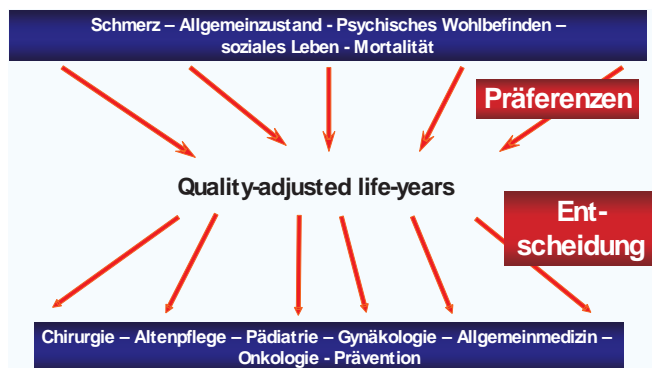 Schmerz – Allgemeinzustand - Psychisches Wohlbefinden –
soziales Leben - Mortalität
Präferenzen
Quality-adjusted life-years
Ent-
scheidung
Chirurgie – Altenpflege – Pädiatrie – Gynäkologie – Allgemeinmedizin –
Onkologie - Prävention